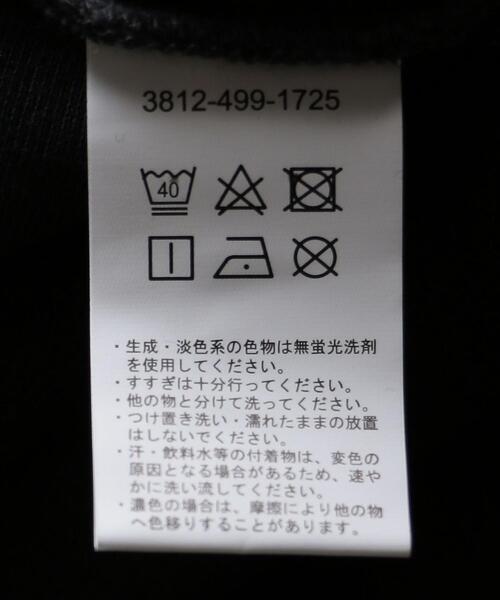 3812-499-1725
40
・生成・淡色系の色物は無蛍光洗剤
を使用してください。
・すすぎは十分行ってください。
・他の物と分けて洗ってください。
・つけ置き洗い・濡れたままの放置
はしないでください。
・汗・飲料水等の付着物は、変色の
原因となる場合があるため、速や
かに洗い流してください。
・濃色の場合は、摩擦により他の物
へ色移りすることがあります。